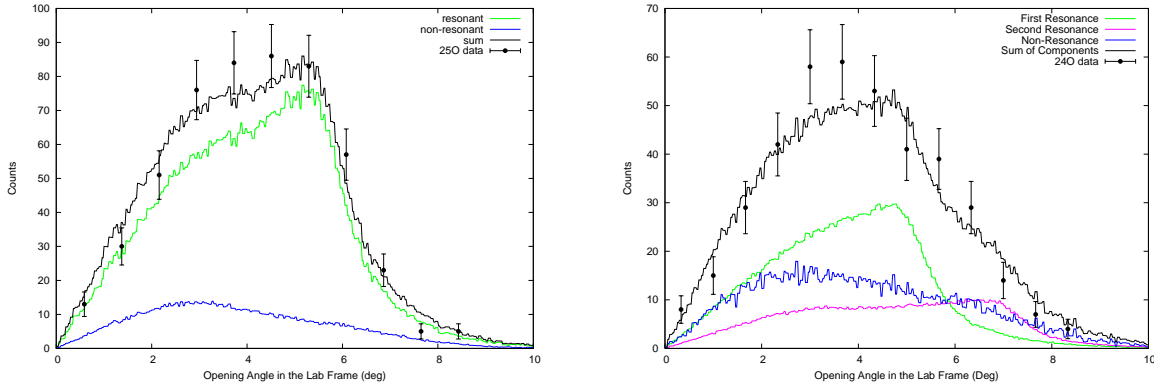 100
90
80
70
60
50
40
30
20
10
0
Counts
0 2 4 6 8 10
Opening Angle in the Lab Frame (deg)
resonant
non-resonant
sum
25O data
70
60
50
40
30
20
10
0
Counts
0 2 4 6 8 10
Opening Angle in the Lab Frame (deg)
First Resonance
Second Resonance
Non-Resonance
Sum of Components
24O data